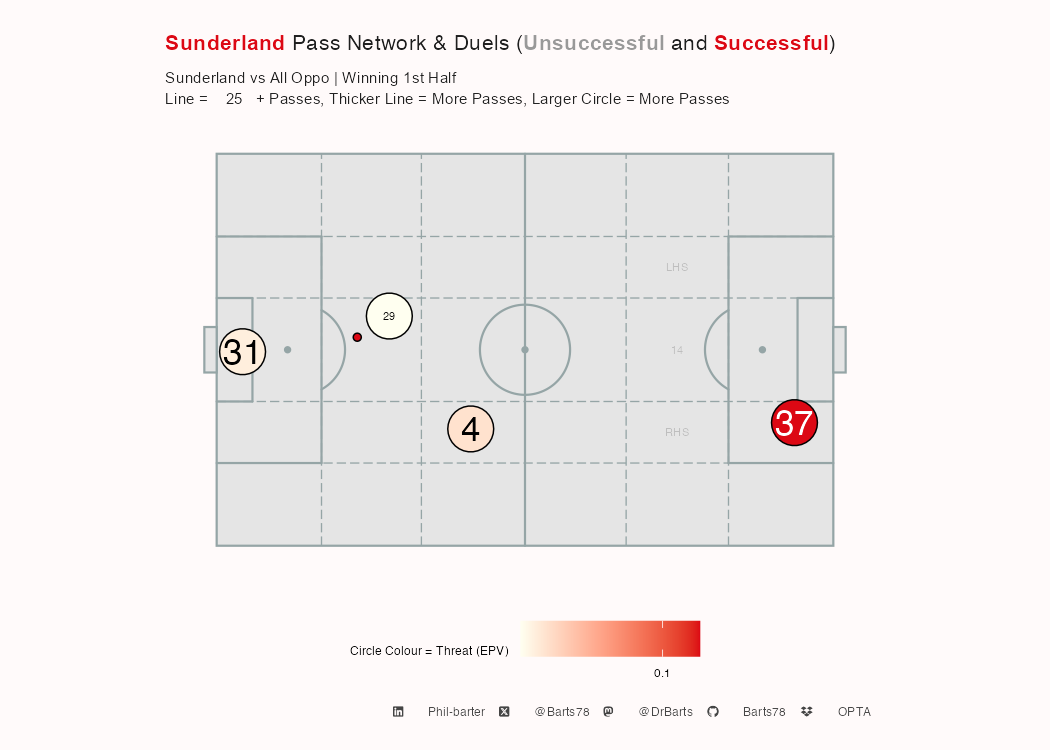 Sunderland Pass Network & Duels (Unsuccessful and Successful)
Sunderland vs All Oppo | Winning 1st Half
Line = 25 + Passes, Thicker Line = More Passes, Larger Circle = More Passes
LHS
29
31
14
4
37
RHS
Circle Colour = Threat (EPV)
0.1
Phil-barter @Barts78 @DrBarts Barts78 OPTA